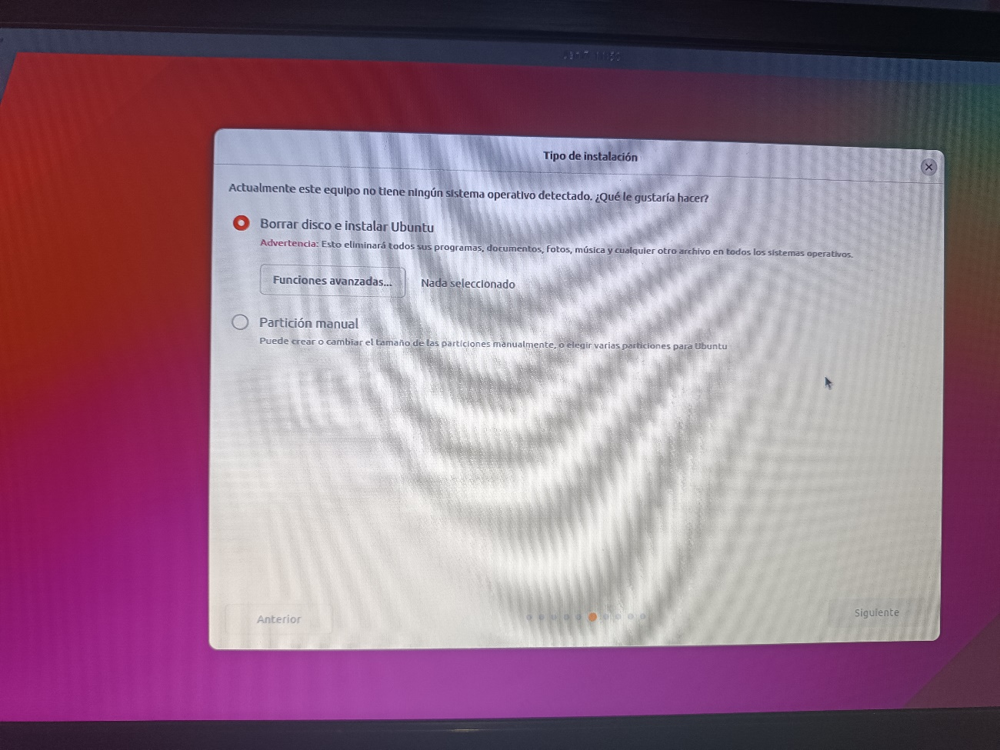 Tipo de instalación
Actualmente este equipo no tiene ningún sistema operativo detectado. ¿Qué le gustaría hacer?
Borrar disco e instalar Ubuntu
Advertencia: Esto eliminará todos sus programas, documentos, fotos, música y cualquier otro archivo en todos los sistemas operativos.
Funciones avanzadas... Nada seleccionado
Partición manual
Puede crear o cambiar el tamaño de las particiones manualmente, o elegir varias particiones para Ubuntu
Anterior
Siguiente